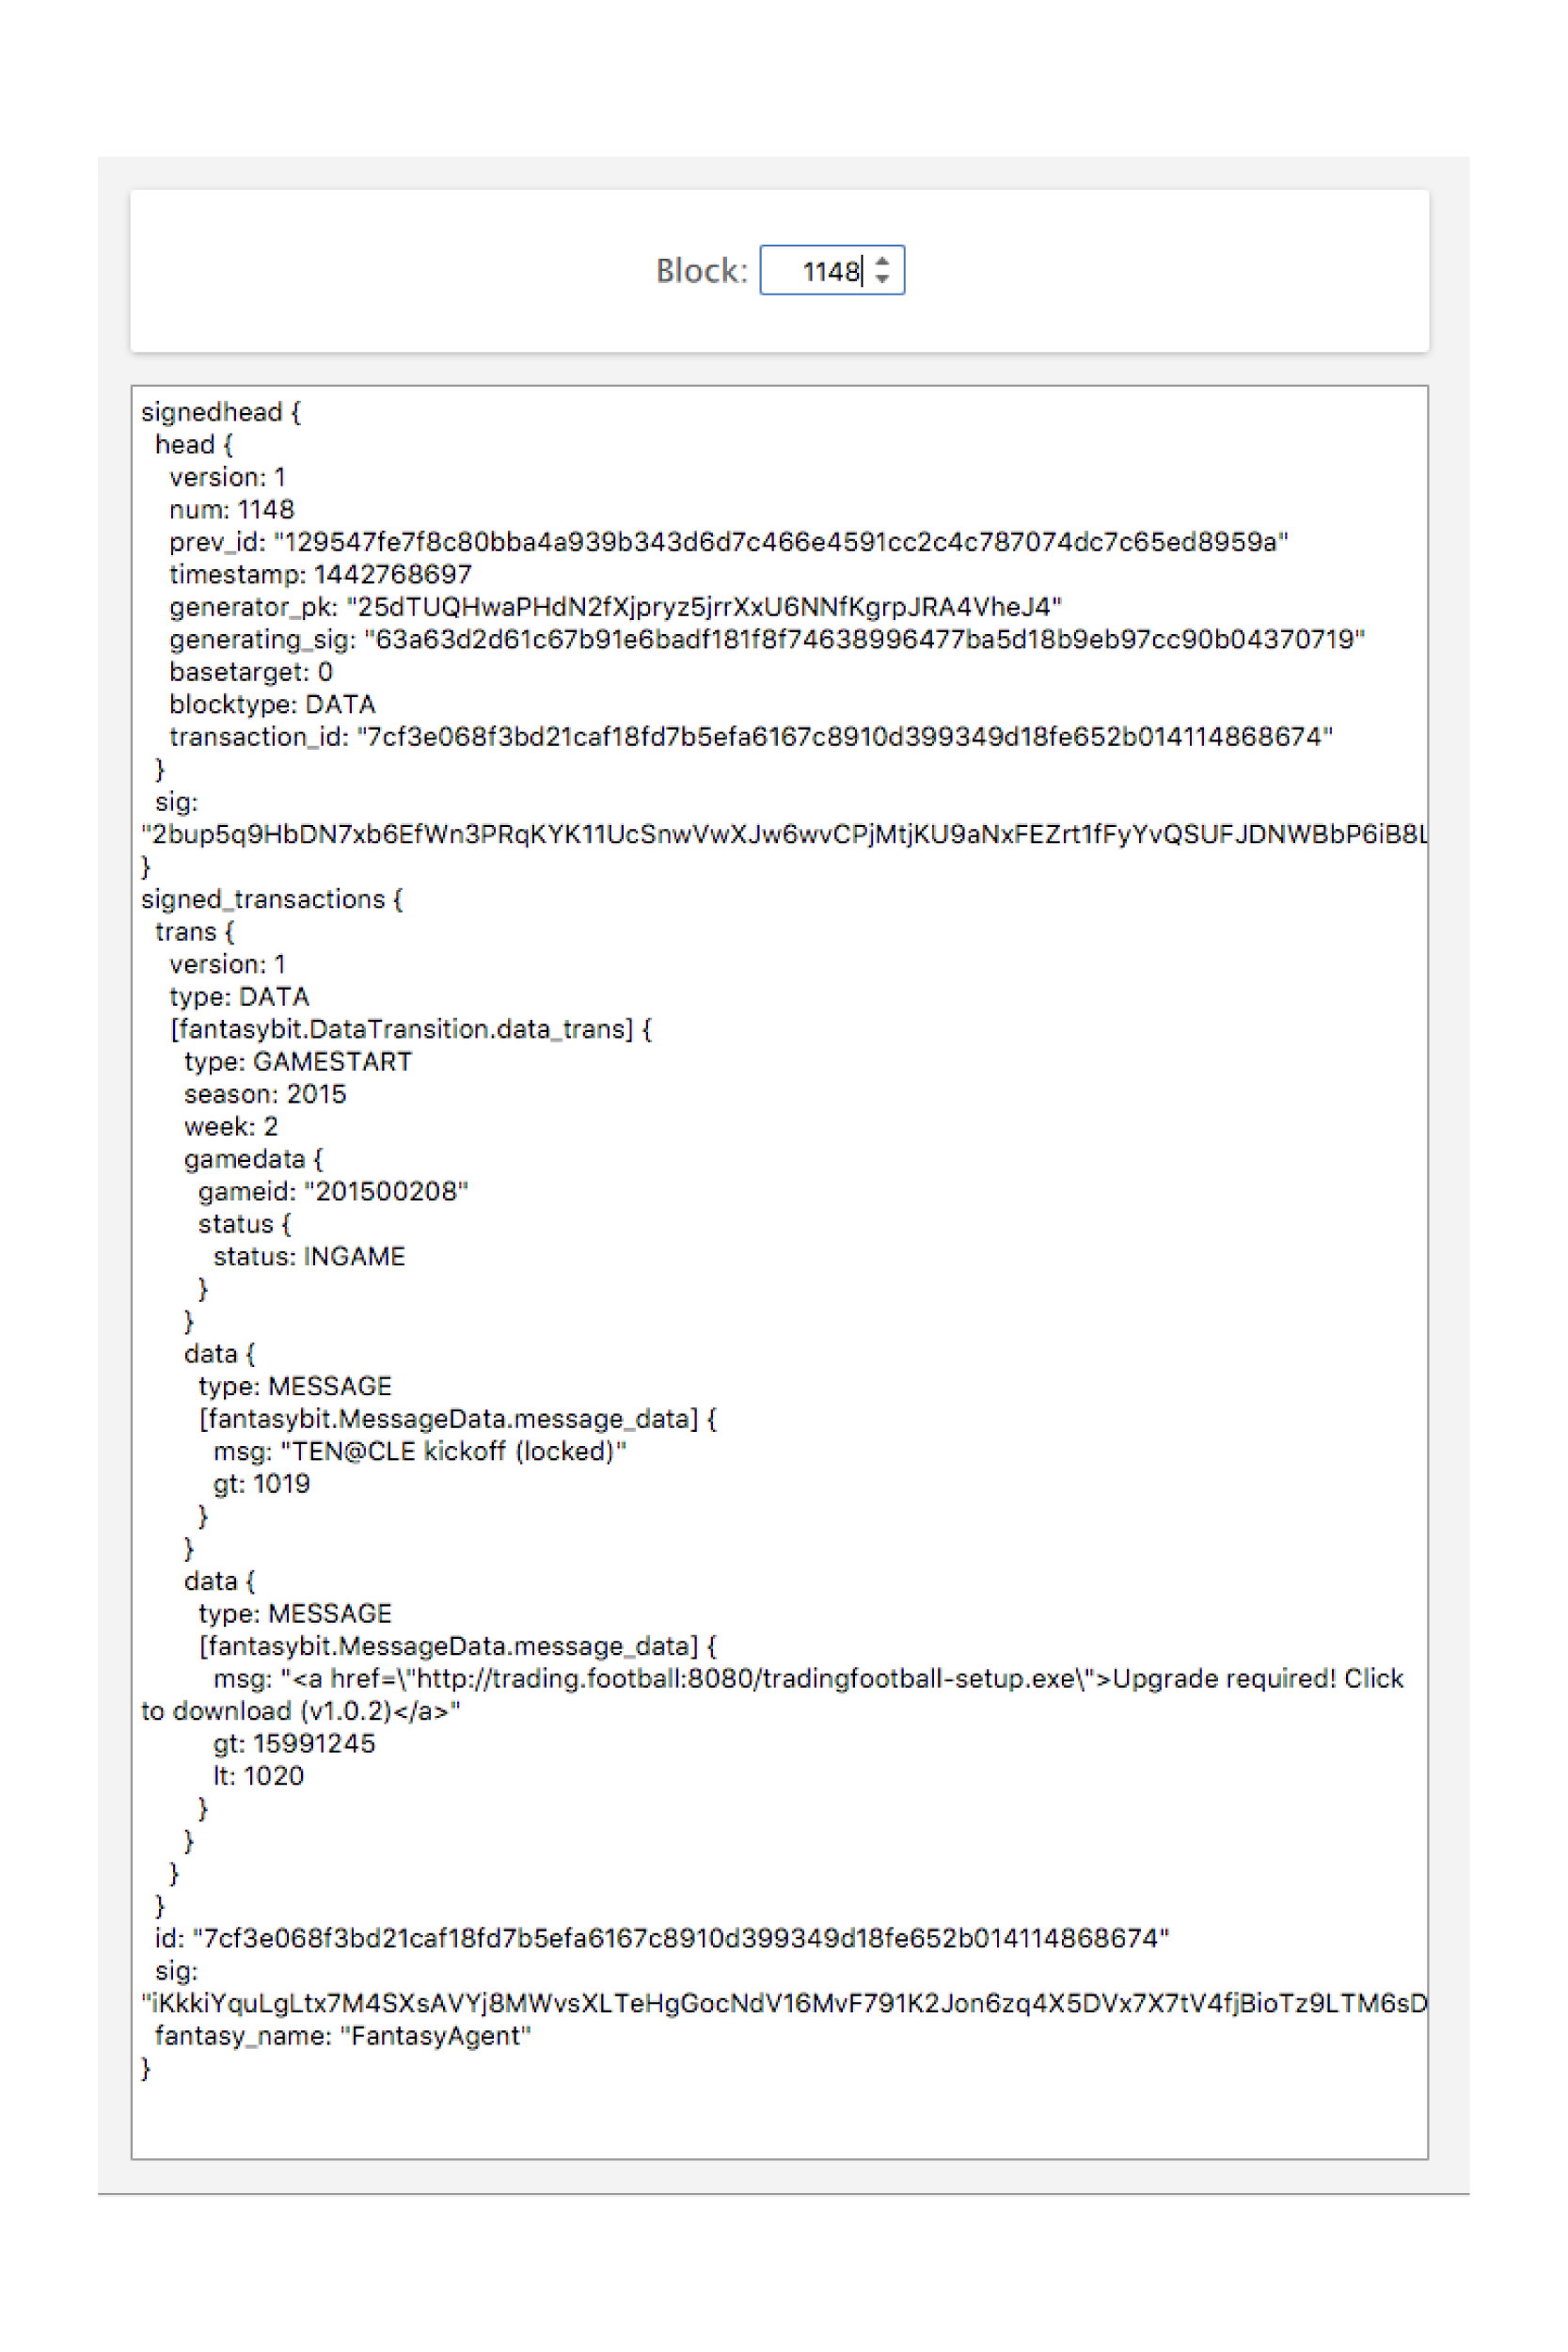 Block: 1148
signedhead {
head {
version: 1
num: 1148
prev_id: "129547fe7f8c80bba4a939b343d6d7c466e4591cc2c4c787074dc7c65ed8959a"
timestamp: 1442768697
generator_pk: "25dTUQHwaPHdN2fXjpryz5jrrXxU6NNfKgrpJRA4VheJ4"
generating_sig: "63a63d2d61c67b91e6badf181f8f74638996477ba5d18b9eb97cc90b04370719"
basetarget: 0
blocktype: DATA
transaction_id: "7cf3e068f3bd21caf18fd7b5efa6167c8910d399349d18fe652b014114868674"
}
sig:
"2bup5q9HbDN7xb6EfWn3PRqKYK11UcSnwVwXJw6wvCPjMtjKU9aNxFEZrt1fFyYvQSUFJDNWBbP6iB8L
}
signed_transactions {
trans {
version: 1
type: DATA
[fantasybit.DataTransition.data_trans] {
type: GAMESTART
season: 2015
week: 2
gamedata {
gameid: "201500208"
status {
status: INGAME
}
}
data {
type: MESSAGE
[fantasybit.MessageData.message_data] {
msg: "TEN@CLE kickoff (locked)"
gt: 1019
}
}
data {
type: MESSAGE
[fantasybit.MessageData.message_data] {
msg: "<a href=\"http://trading.football:8080/tradingfootball-setup.exe\">Upgrade required! Click
to download (v1.0.2)</a>"
gt: 15991245
lt: 1020
}
}
}
}
id: "7cf3e068f3bd21caf18fd7b5efa6167c8910d399349d18fe652b014114868674"
sig:
"iKkkiYquLgLtx7M4SXsAVYj8MWvsXLTeHgGocNdV16MvF791K2Jon6zq4X5DVx7X7tV4fjBioTz9LTM6sD
fantasy_name: "FantasyAgent"
}